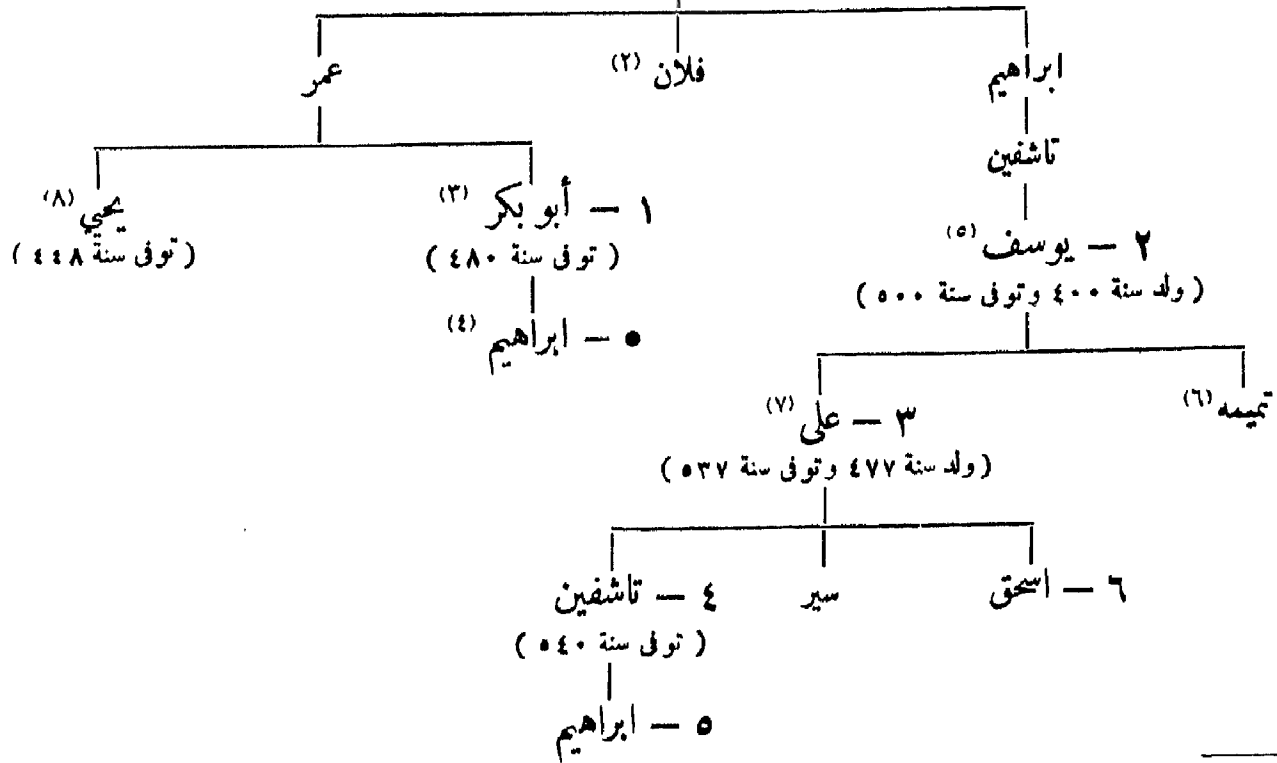 ابراهيم فلان (٢) عمر
تاشفين
١ — أبو بكر (٣) يحيي (٨)
٢ — يوسف (٥)
( توفى سنة ٤٨٠ ) ( توفى سنة ٤٤٨ )
( ولد سنة ٤٠٠ وتوفى سنة ٥٠٠ )
• — ابراهيم (٤)
تميمه (٦) ٣ — على (٧)
( ولد سنة ٤٧٧ وتوفى سنة ٥٣٧ )
٦ — اسحق سير ٤ — تاشفين
( توفى سنة ٥٤٠ )
٥ — ابراهيم